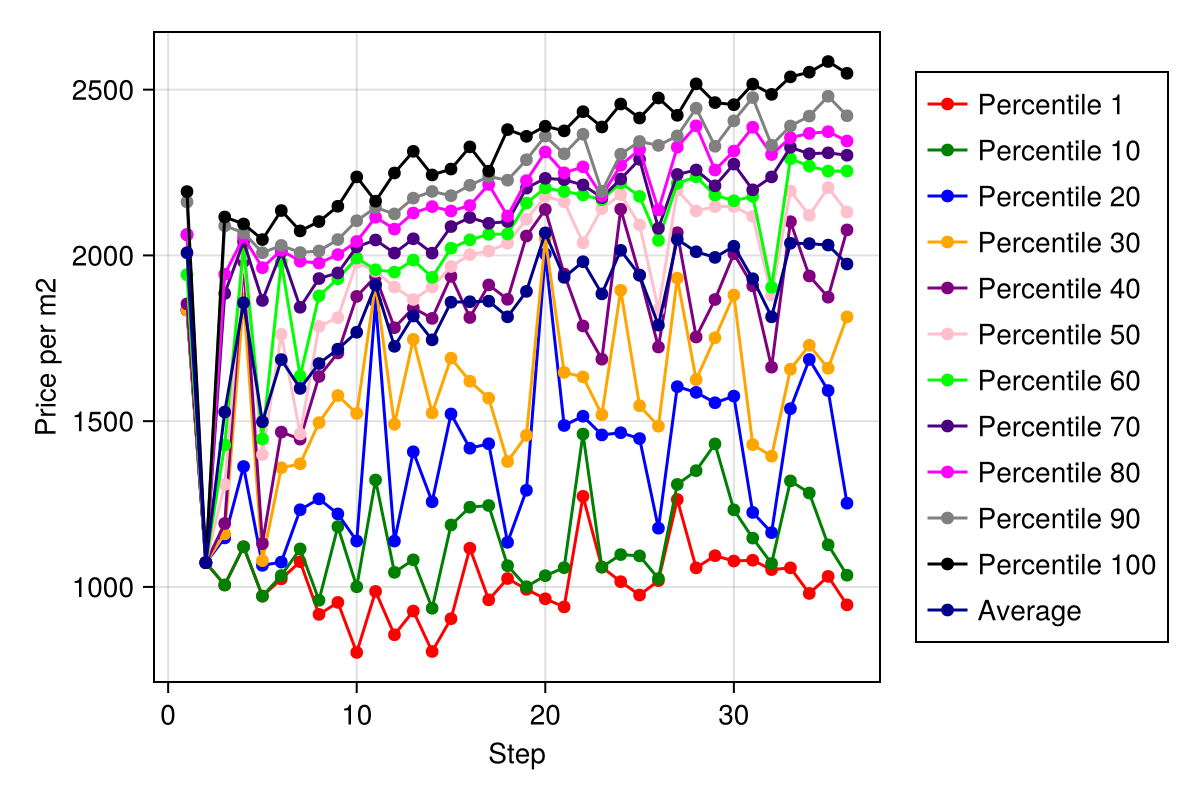 2500
2000
1500
1000
Price per m2
0
10
20
30
Step
Percentile 1
Percentile 10
Percentile 20
Percentile 30
Percentile 40
Percentile 50
Percentile 60
Percentile 70
Percentile 80
Percentile 90
Percentile 100
Average